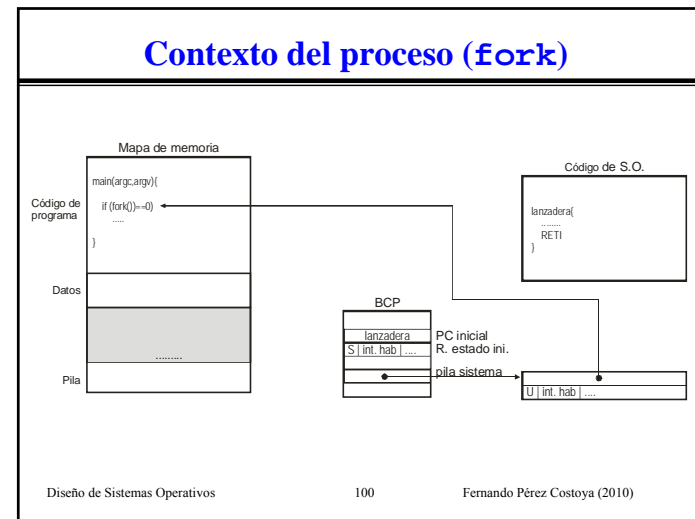 Contexto del proceso (fork)
Mapa de memoria
main(argc,argv){
if (fork())==0)
.....
}
Código de
programa
Datos
.........
Pila
BCP
lanzadera
S | int. hab | ....
PC inicial
R. estado ini.
pila sistema
Código de S.O.
lanzadera{
........
RETI
}
U | int. hab | ....
Diseño de Sistemas Operativos
100
Fernando Pérez Costoya (2010)